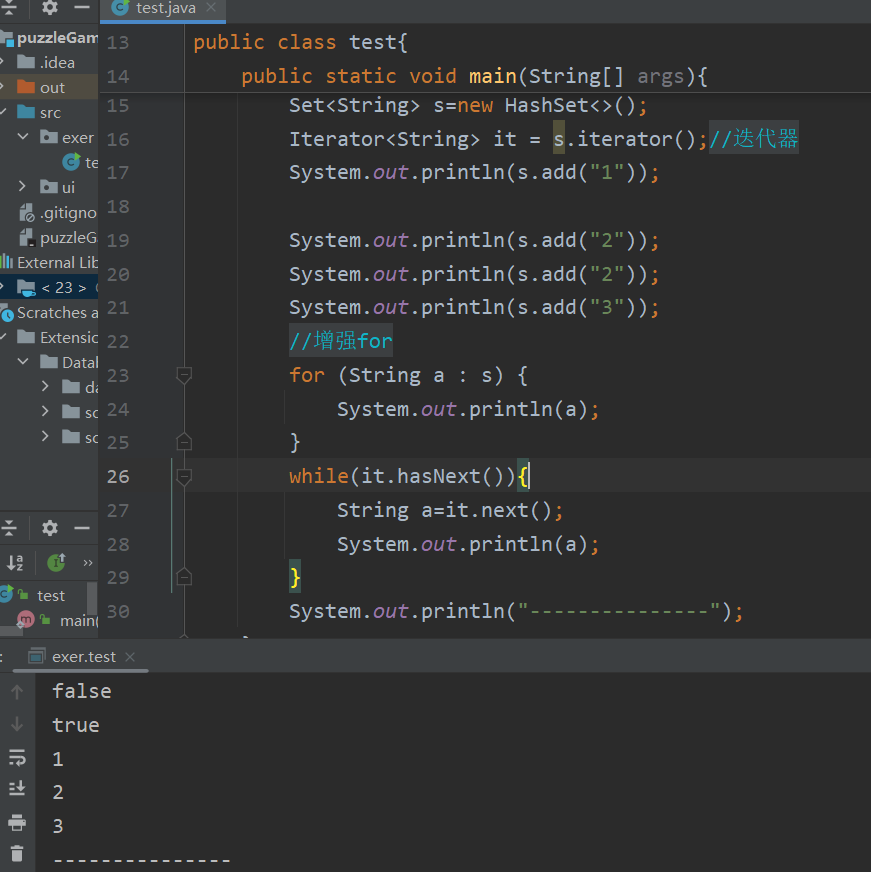 test.java
puzzleGam
.idea
out
src
exer
te
ui
.gitigno
puzzleG
External Lib
< 23 >
Scratches a
Extensic
Datal
da
sc
sc
13 public class test{
14 public static void main(String[] args){
15 Set<String> s=new HashSet<>();
16 Iterator<String> it = s.iterator();//迭代器
17 System.out.println(s.add("1"));
18
19 System.out.println(s.add("2"));
20 System.out.println(s.add("2"));
21 System.out.println(s.add("3"));
22 //增强for
23 for (String a : s) {
24 System.out.println(a);
25 }
26 while(it.hasNext()){
27 String a=it.next();
28 System.out.println(a);
29 }
30 System.out.println("---------------");
test
main(
exer.test
false
true
1
2
3
---------------